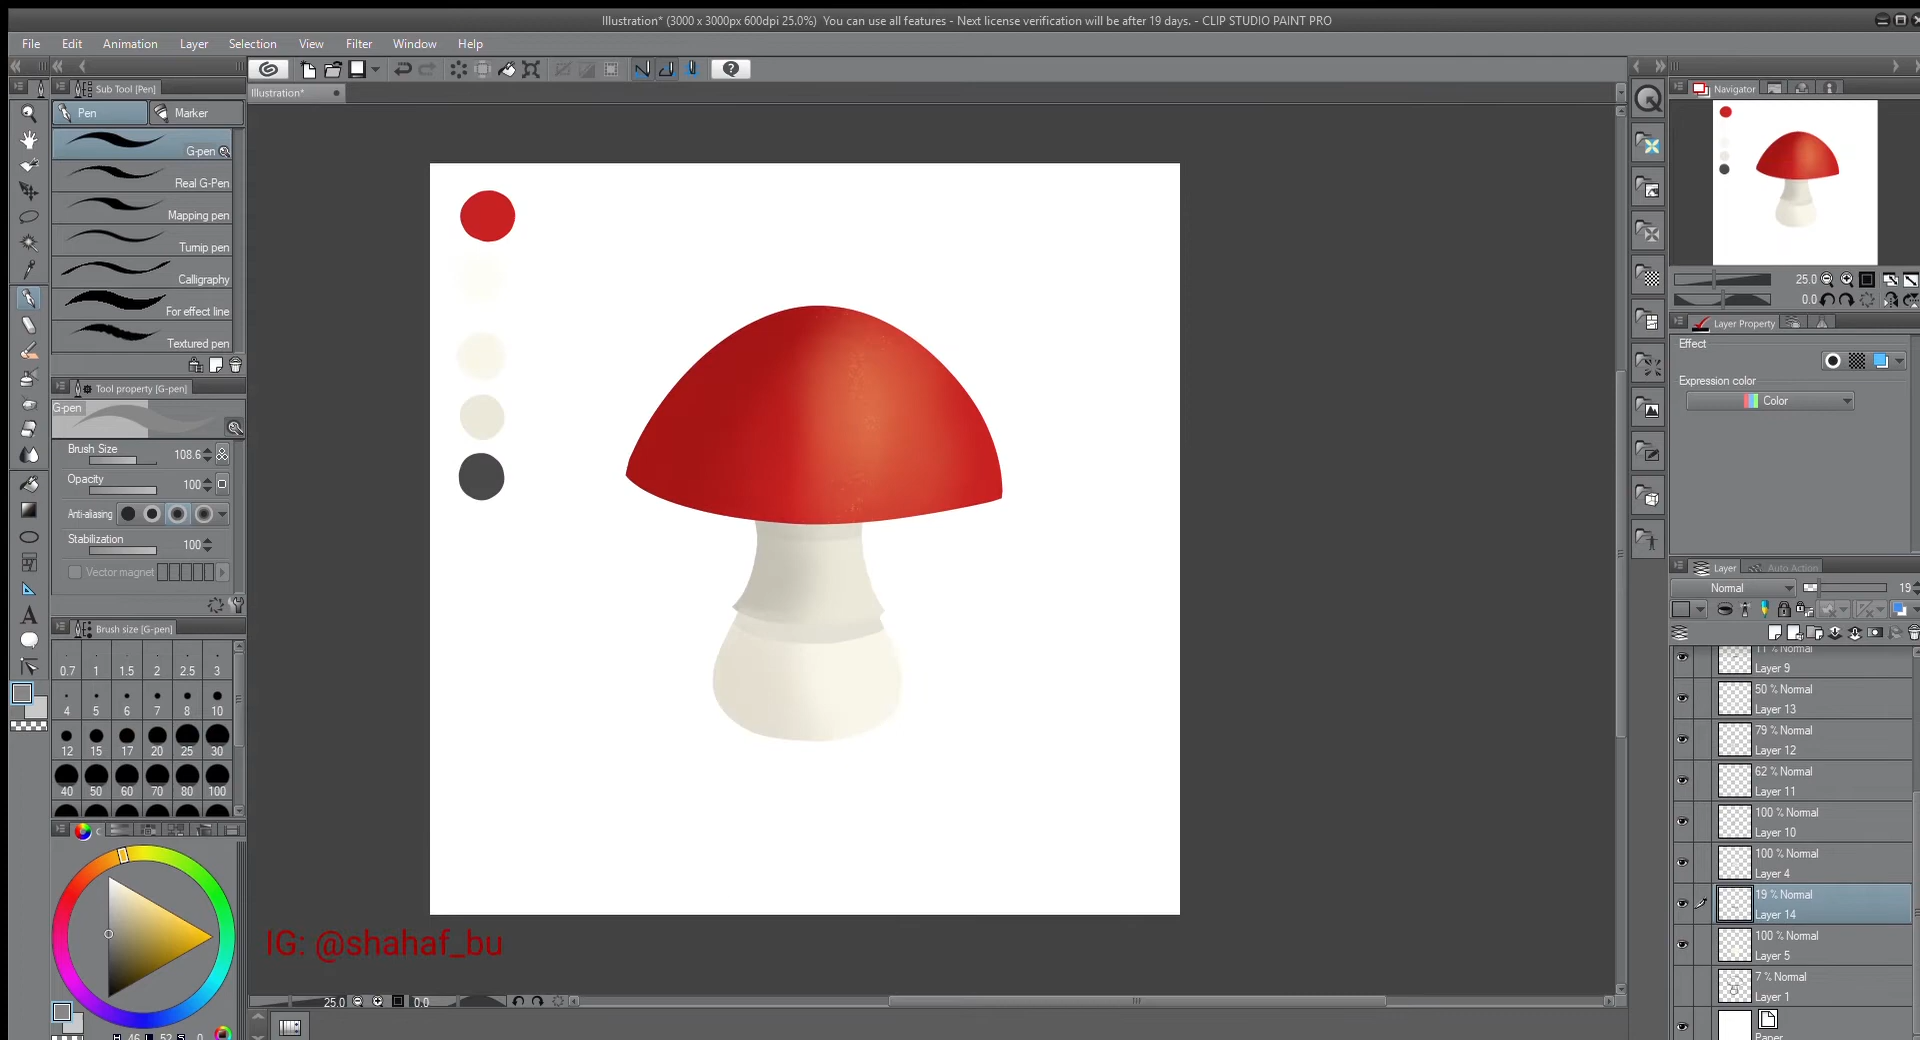 Illustration* (3000 x 3000px 600dpi 25.0%)  You can use all features - Next license verification will be after 19 days. - CLIP STUDIO PAINT PRO
File Edit Animation Layer Selection View Filter Window Help
Sub Tool [Pen]
Illustration*
Navigator
Pen Marker
G-pen
Real G-Pen
Mapping pen
Turnip pen
Calligraphy
For effect line
Textured pen
25.0
0.0
Layer Property
Effect
Expression color
Color
Tool property [G-pen]
G-pen
Brush Size 108.6
Opacity 100
Anti-aliasing
Stabilization 100
Vector magnet
Layer Auto Action
Normal 19
Brush size [G-pen]
0.7 1 1.5 2 2.5 3
4 5 6 7 8 10
12 15 17 20 25 30
40 50 60 70 80 100
11 % Normal
Layer 9
50 % Normal
Layer 13
79 % Normal
Layer 12
62 % Normal
Layer 11
100 % Normal
Layer 10
100 % Normal
Layer 4
19 % Normal
Layer 14
100 % Normal
Layer 5
7 % Normal
Layer 1
Paper
IG: @shahaf_bu
25.0 0.0
H 46 L 52 S 0